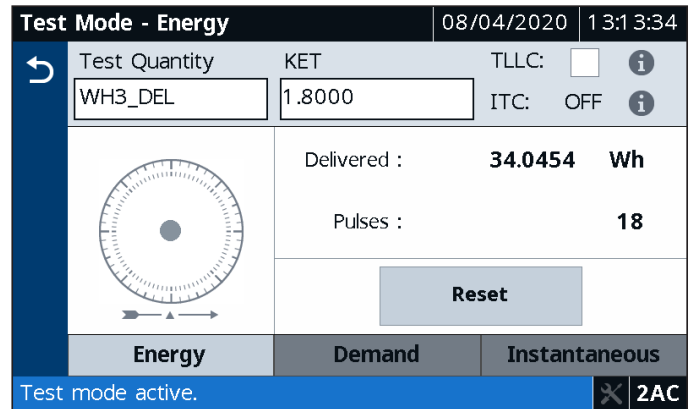 Test Mode - Energy 08/04/2020 13:13:34
Test Quantity KET TLLC:
WH3_DEL 1.8000 ITC: OFF
Delivered : 34.0454 Wh
Pulses : 18
Reset
Energy Demand Instantaneous
Test mode active. 2AC